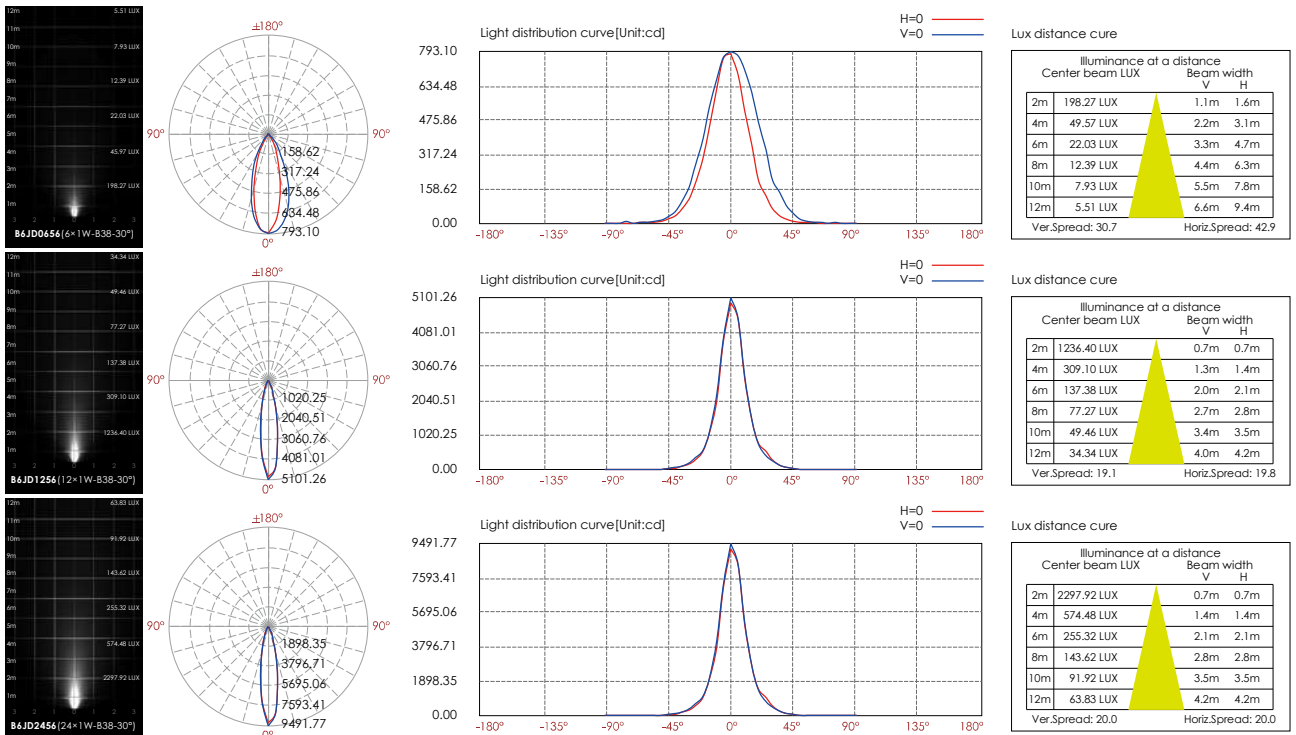 12m 5.51 LUX
11m
10m 7.93 LUX
9m
8m 12.39 LUX
7m
6m 22.03 LUX
5m
4m 45.97 LUX
3m
2m 198.27 LUX
1m
3 2 1 0 1 2 3
B6JD0656(6×1W-B38-30°)
±180°
90° 90°
158.62
317.24
475.86
634.48
793.10
0°
Light distribution curve[Unit:cd]
H=0
V=0
793.10
634.48
475.86
317.24
158.62
0.00
-180° -135° -90° -45° 0° 45° 90° 135° 180°
Lux distance cure
Illuminance at a distance
Center beam LUX Beam width
V H
2m 198.27 LUX 1.1m 1.6m
4m 49.57 LUX 2.2m 3.1m
6m 22.03 LUX 3.3m 4.7m
8m 12.39 LUX 4.4m 6.3m
10m 7.93 LUX 5.5m 7.8m
12m 5.51 LUX 6.6m 9.4m
Ver.Spread: 30.7 Horiz.Spread: 42.9
12m 34.34 LUX
11m
10m 49.46 LUX
9m
8m 77.27 LUX
7m
6m 137.38 LUX
5m
4m 309.10 LUX
3m
2m 1236.40 LUX
1m
3 2 1 0 1 2 3
B6JD1256(12×1W-B38-30°)
±180°
90° 90°
1020.25
2040.51
3060.76
4081.01
5101.26
0°
Light distribution curve[Unit:cd]
H=0
V=0
5101.26
4081.01
3060.76
2040.51
1020.25
0.00
-180° -135° -90° -45° 0° 45° 90° 135° 180°
Lux distance cure
Illuminance at a distance
Center beam LUX Beam width
V H
2m 1236.40 LUX 0.7m 0.7m
4m 309.10 LUX 1.3m 1.4m
6m 137.38 LUX 2.0m 2.1m
8m 77.27 LUX 2.7m 2.8m
10m 49.46 LUX 3.4m 3.5m
12m 34.34 LUX 4.0m 4.2m
Ver.Spread: 19.1 Horiz.Spread: 19.8
12m 63.83 LUX
11m
10m 91.92 LUX
9m
8m 143.62 LUX
7m
6m 255.32 LUX
5m
4m 574.48 LUX
3m
2m 2297.92 LUX
1m
3 2 1 0 1 2 3
B6JD2456(24×1W-B38-30°)
±180°
90° 90°
1898.35
3796.71
5695.06
7593.41
9491.77
0°
Light distribution curve[Unit:cd]
H=0
V=0
9491.77
7593.41
5695.06
3796.71
1898.35
0.00
-180° -135° -90° -45° 0° 45° 90° 135° 180°
Lux distance cure
Illuminance at a distance
Center beam LUX Beam width
V H
2m 2297.92 LUX 0.7m 0.7m
4m 574.48 LUX 1.4m 1.4m
6m 255.32 LUX 2.1m 2.1m
8m 143.62 LUX 2.8m 2.8m
10m 91.92 LUX 3.5m 3.5m
12m 63.83 LUX 4.2m 4.2m
Ver.Spread: 20.0 Horiz.Spread: 20.0